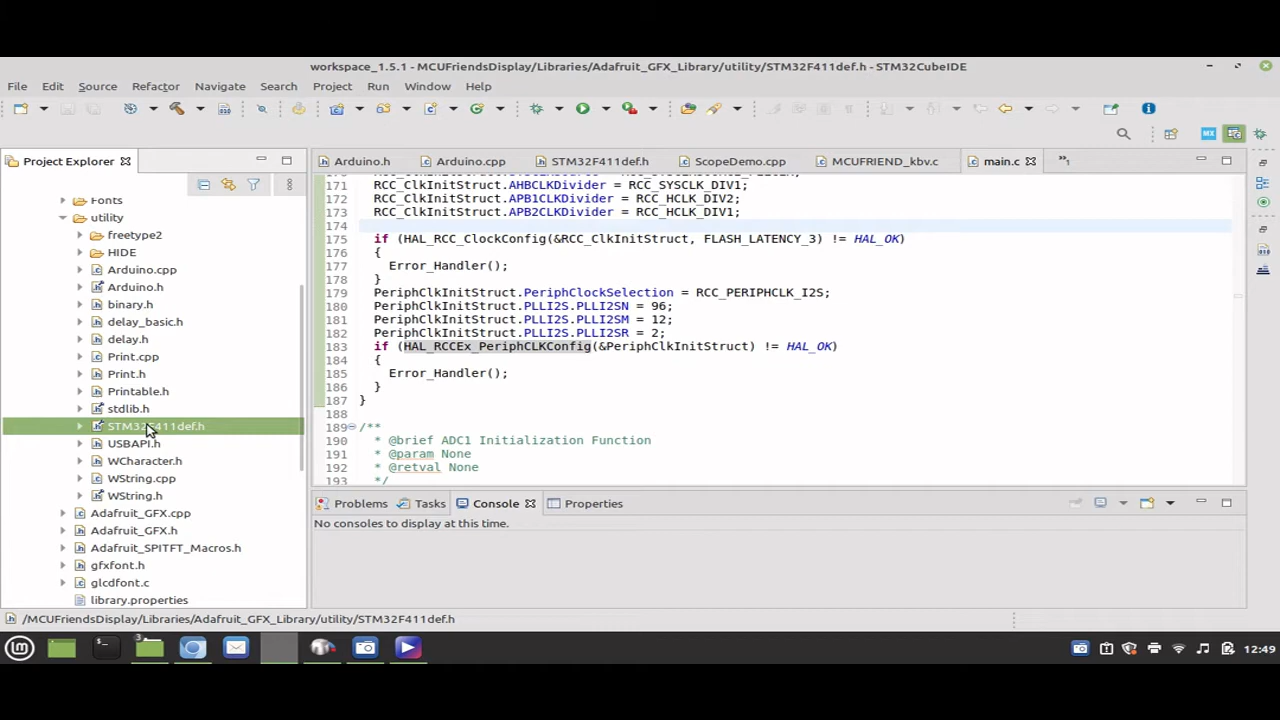 workspace_1.5.1 - MCUFriendsDisplay/Libraries/Adafruit_GFX_Library/utility/STM32F411def.h - STM32CubeIDE
File Edit Source Refactor Navigate Search Project Run Window Help
Project Explorer
Fonts
utility
freetype2
HIDE
Arduino.cpp
Arduino.h
binary.h
delay_basic.h
delay.h
Print.cpp
Print.h
Printable.h
stdlib.h
STM32F411def.h
USBAPI.h
WCharacter.h
WString.cpp
WString.h
Adafruit_GFX.cpp
Adafruit_GFX.h
Adafruit_SPITFT_Macros.h
gfxfont.h
glcdfont.c
library.properties
Arduino.h Arduino.cpp STM32F411def.h ScopeDemo.cpp MCUFRIEND_kbv.c main.c
171 RCC_ClkInitStruct.AHBCLKDivider = RCC_SYSCLK_DIV1;
172 RCC_ClkInitStruct.APB1CLKDivider = RCC_HCLK_DIV2;
173 RCC_ClkInitStruct.APB2CLKDivider = RCC_HCLK_DIV1;
174
175 if (HAL_RCC_ClockConfig(&RCC_ClkInitStruct, FLASH_LATENCY_3) != HAL_OK)
176 {
177 Error_Handler();
178 }
179 PeriphClkInitStruct.PeriphClockSelection = RCC_PERIPHCLK_I2S;
180 PeriphClkInitStruct.PLLI2S.PLLI2SN = 96;
181 PeriphClkInitStruct.PLLI2S.PLLI2SM = 12;
182 PeriphClkInitStruct.PLLI2S.PLLI2SR = 2;
183 if (HAL_RCCEx_PeriphCLKConfig(&PeriphClkInitStruct) != HAL_OK)
184 {
185 Error_Handler();
186 }
187 }
188
189 /**
190 * @brief ADC1 Initialization Function
191 * @param None
192 * @retval None
193 */
Problems Tasks Console Properties
No consoles to display at this time.
/MCUFriendsDisplay/Libraries/Adafruit_GFX_Library/utility/STM32F411def.h
3
12:49